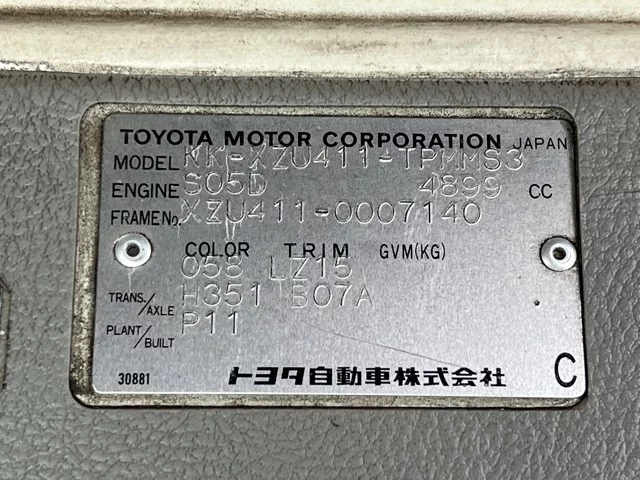 TOYOTA MOTOR CORPORATION JAPAN
MODEL KK-XZU411-TPMMS3
ENGINE S05D 4899 CC
FRAME No. XZU411-0007140
COLOR TRIM GVM(KG)
058 LZ15
TRANS./AXLE H351 B07A
PLANT/BUILT P11
30881 トヨタ自動車株式会社 C